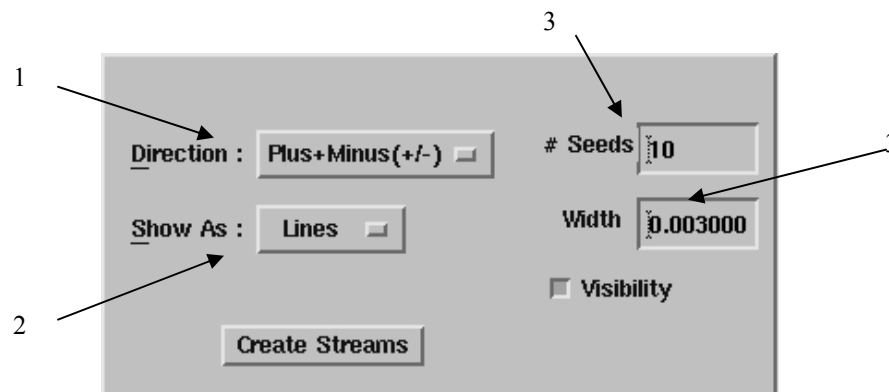 3
1
# Seeds 10
Direction : Plus+Minus(+/-)
Width 0.003000
Show As : Lines
Visibility
2
Create Streams